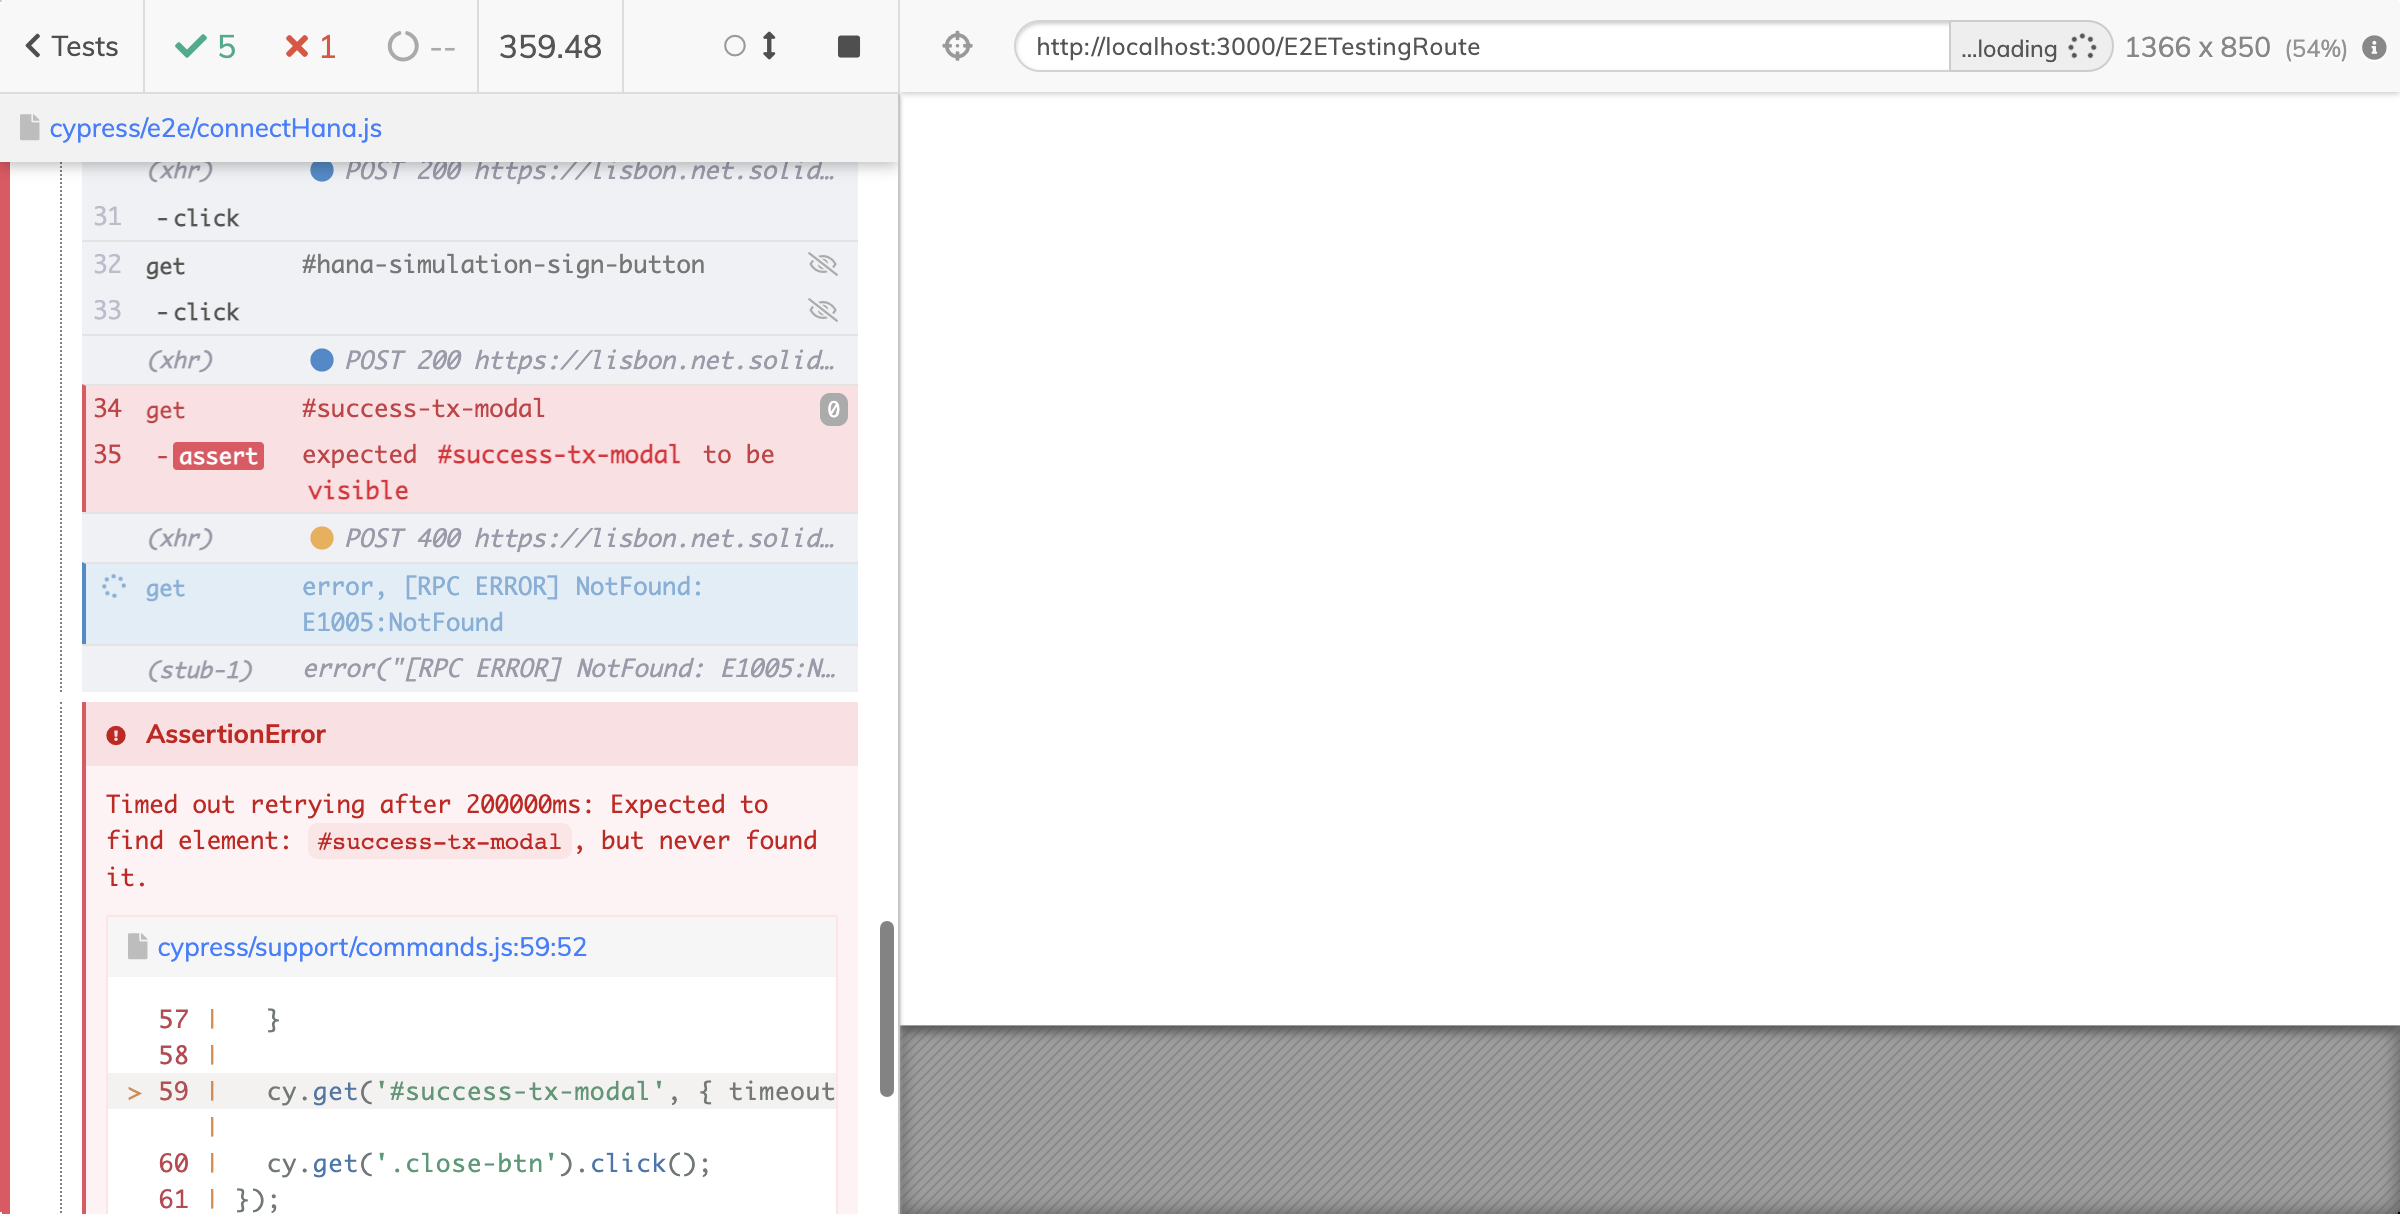 Tests 5 1 -- 359.48
http://localhost:3000/E2ETestingRoute ...loading 1366 x 850 (54%)
cypress/e2e/connectHana.js
(xhr) POST 200 https://lisbon.net.solid…
31 -click
32 get #hana-simulation-sign-button
33 -click
(xhr) POST 200 https://lisbon.net.solid…
34 get #success-tx-modal 0
35 -assert expected #success-tx-modal to be
visible
(xhr) POST 400 https://lisbon.net.solid…
get error, [RPC ERROR] NotFound:
E1005:NotFound
(stub-1) error("[RPC ERROR] NotFound: E1005:N…
AssertionError
Timed out retrying after 200000ms: Expected to
find element: #success-tx-modal, but never found
it.
cypress/support/commands.js:59:52
57 | }
58 |
> 59 | cy.get('#success-tx-modal', { timeout
|
60 | cy.get('.close-btn').click();
61 | });